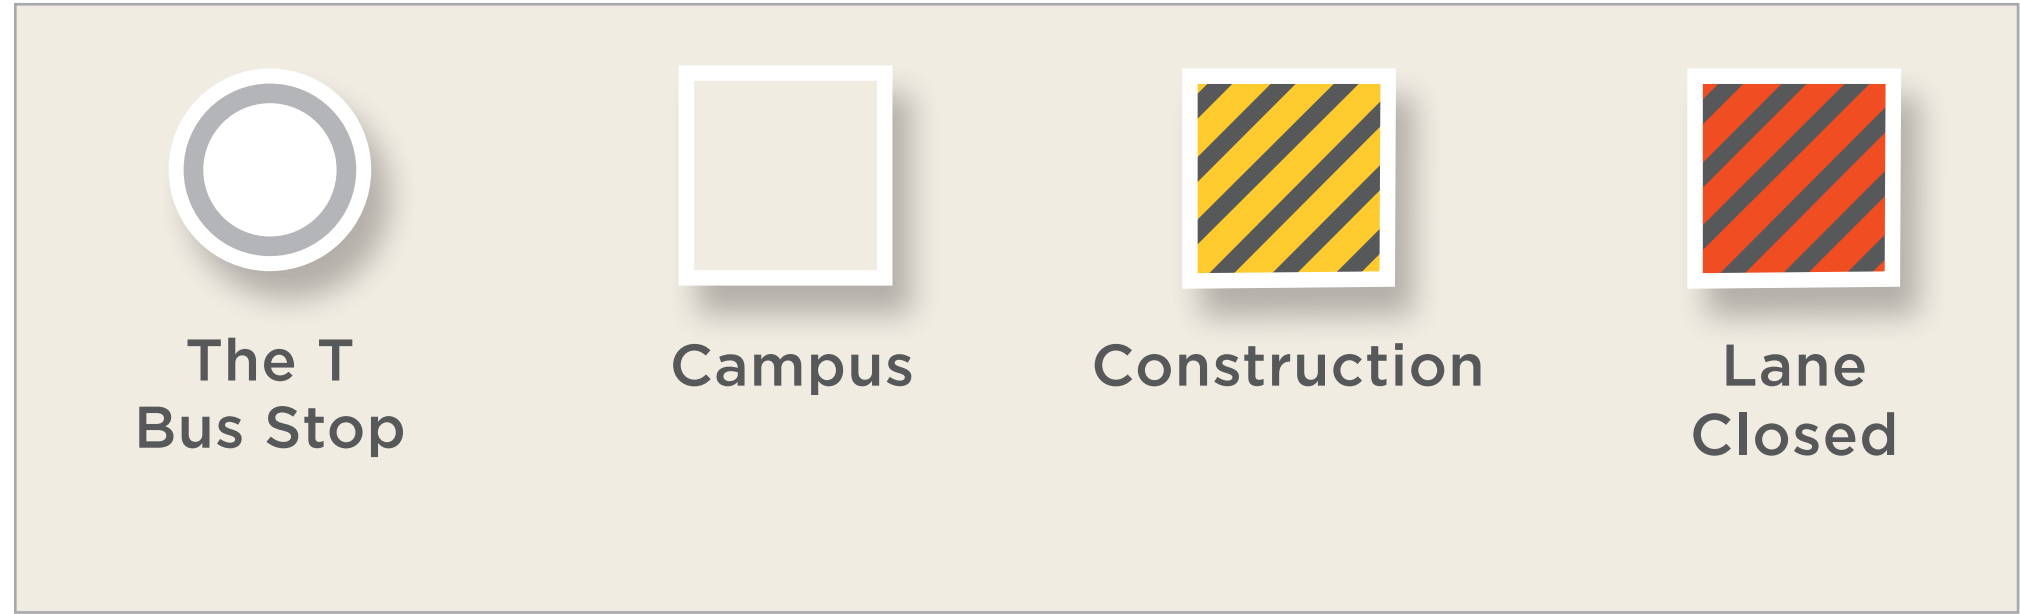 The T
Bus Stop
Campus
Construction
Lane
Closed